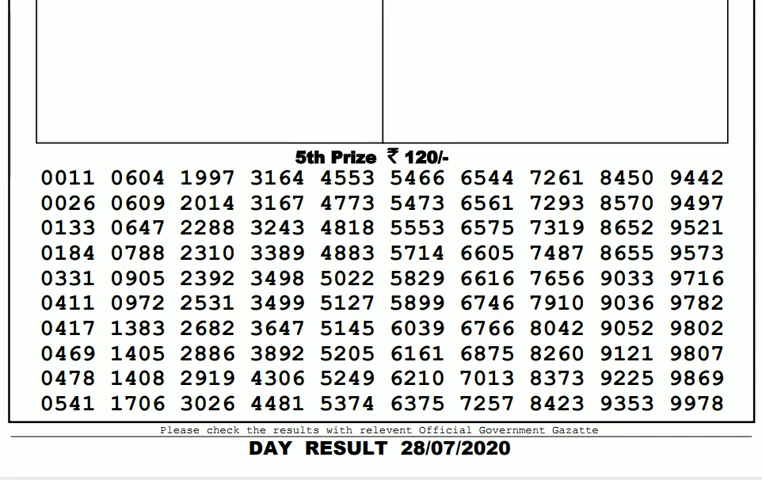 5th Prize ₹ 120/-
0011 0604 1997 3164 4553 5466 6544 7261 8450 9442
0026 0609 2014 3167 4773 5473 6561 7293 8570 9497
0133 0647 2288 3243 4818 5553 6575 7319 8652 9521
0184 0788 2310 3389 4883 5714 6605 7487 8655 9573
0331 0905 2392 3498 5022 5829 6616 7656 9033 9716
0411 0972 2531 3499 5127 5899 6746 7910 9036 9782
0417 1383 2682 3647 5145 6039 6766 8042 9052 9802
0469 1405 2886 3892 5205 6161 6875 8260 9121 9807
0478 1408 2919 4306 5249 6210 7013 8373 9225 9869
0541 1706 3026 4481 5374 6375 7257 8423 9353 9978
Please check the results with relevent Official Government Gazatte
DAY RESULT 28/07/2020